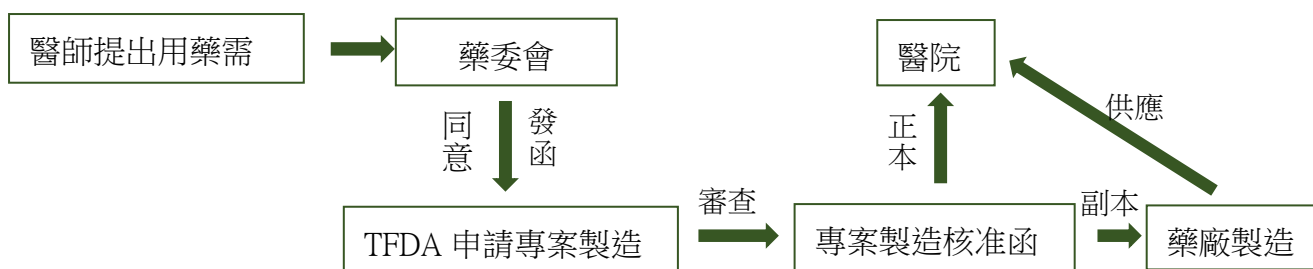 醫師提出用藥需
藥委會
醫院
同意
發函
正本
供應
TFDA 申請專案製造
審查
專案製造核准函
副本
藥廠製造